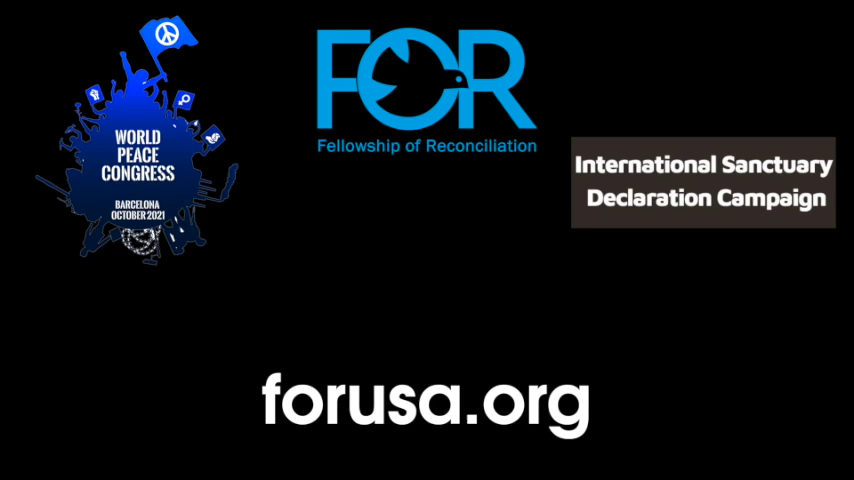 WORLD
PEACE
CONGRESS
BARCELONA
OCTOBER 2021
FOR
Fellowship of Reconciliation
International Sanctuary
Declaration Campaign
forusa.org